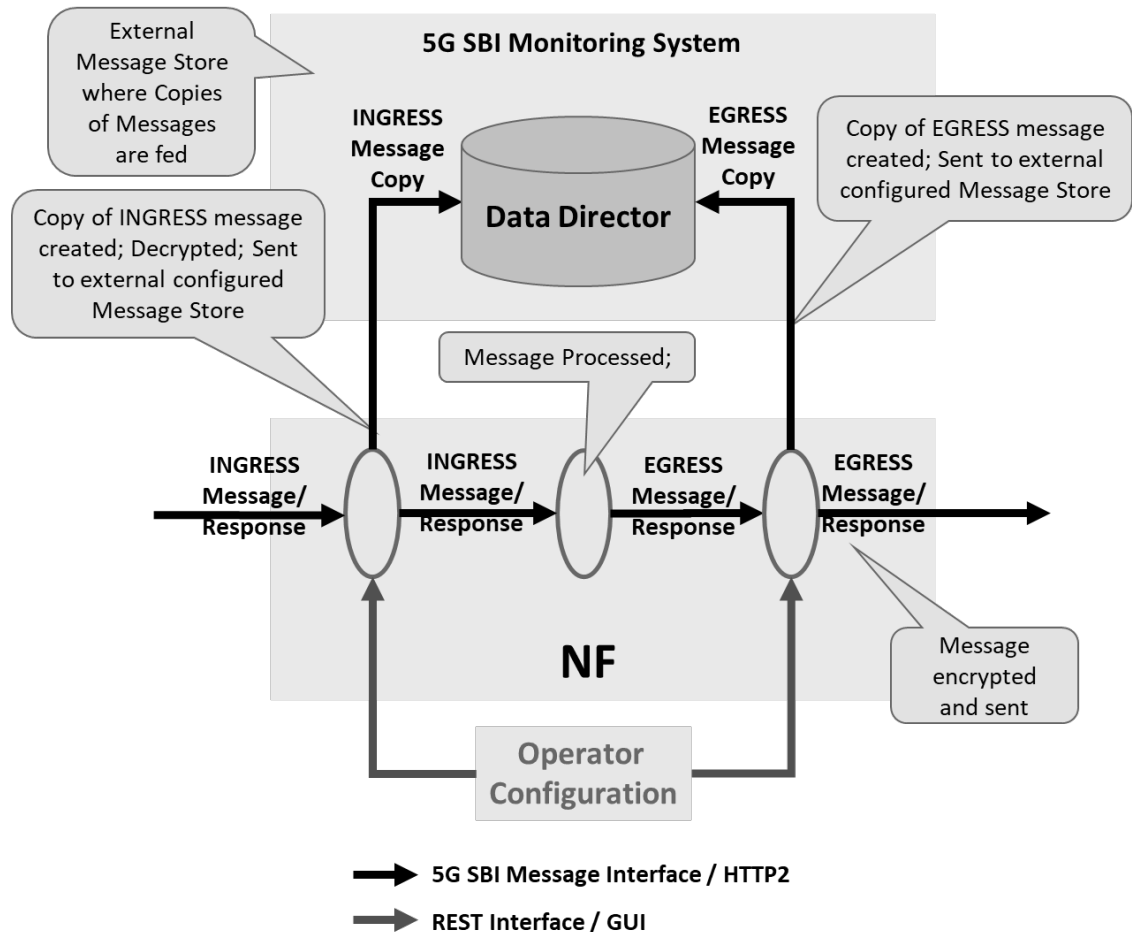 External
Message Store
where Copies
of Messages
are fed
5G SBI Monitoring System
INGRESS
Message
Copy
EGRESS
Message
Copy
Data Director
Copy of EGRESS message
created; Sent to external
configured Message Store
Copy of INGRESS message
created; Decrypted; Sent
to external configured
Message Store
Message Processed;
INGRESS
Message/
Response
INGRESS
Message/
Response
EGRESS
Message/
Response
EGRESS
Message/
Response
NF
Message
encrypted
and sent
Operator
Configuration
5G SBI Message Interface / HTTP2
REST Interface / GUI